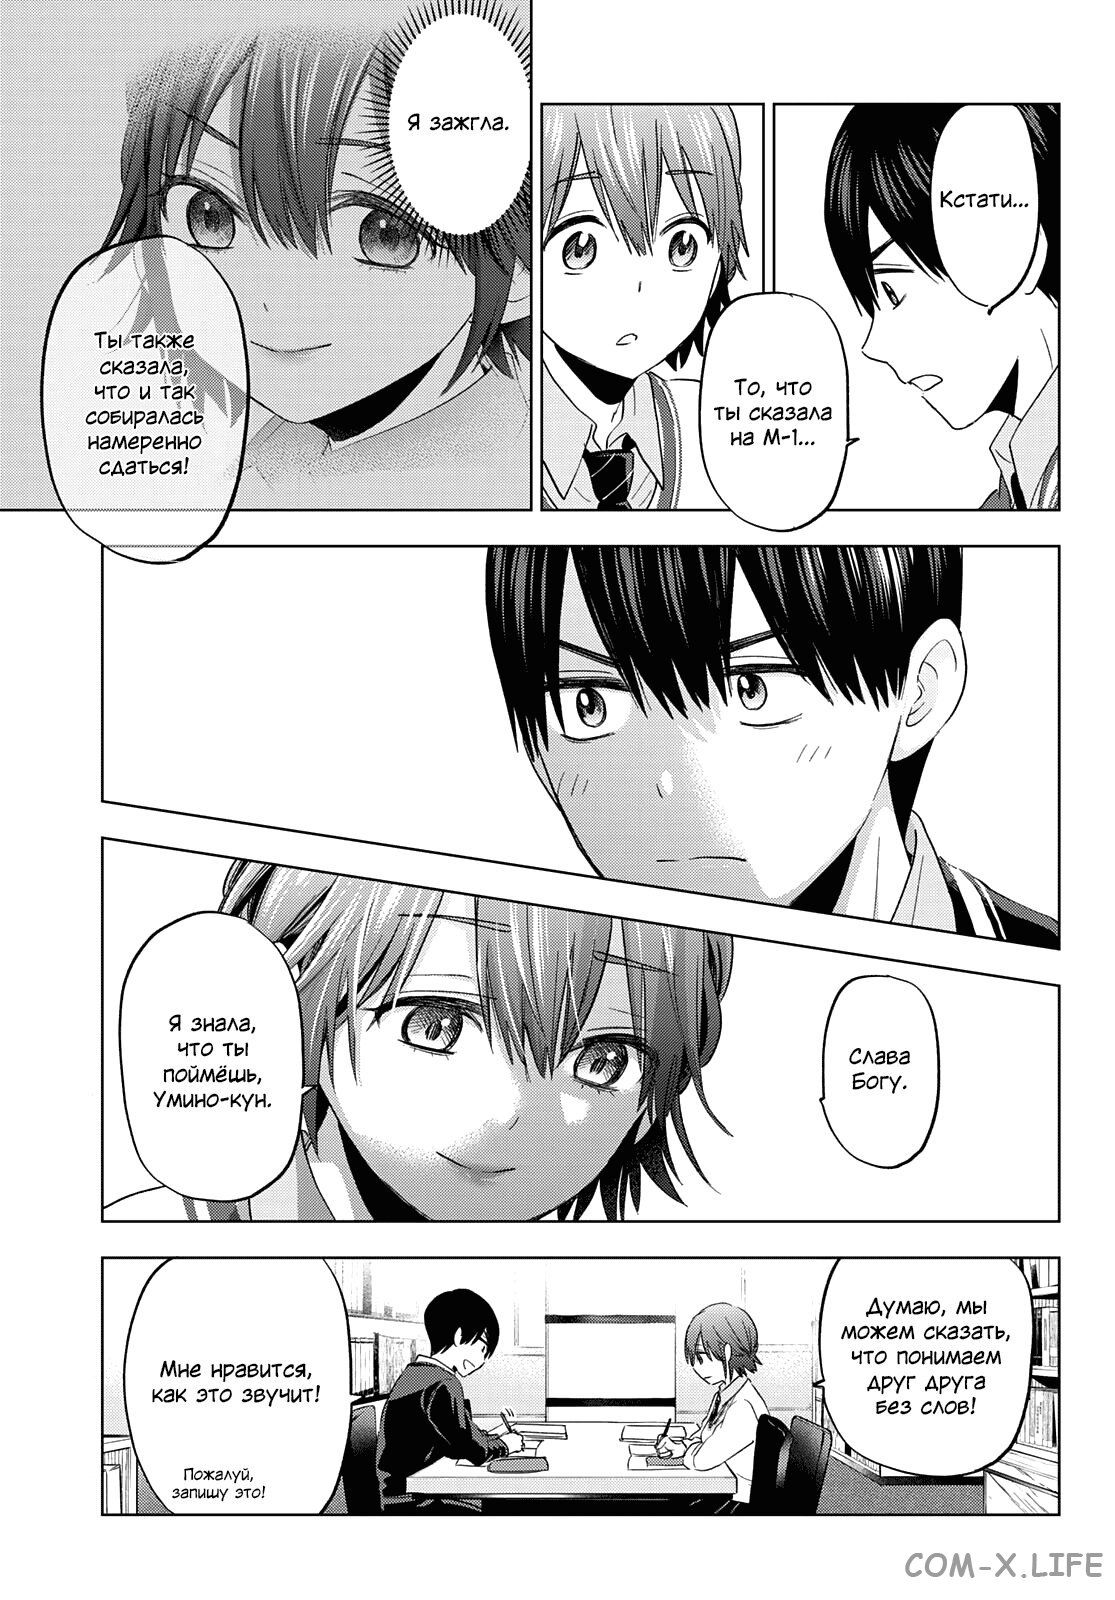 Кстати...
То, что
ты сказала
на М-1...
Я зажгла.
Ты также
сказала,
что и так
собиралась
намеренно
сдаться!
Слава
Богу.
Я знала,
что ты
поймёшь,
Умино-кун.
Думаю, мы
можем сказать,
что понимаем
друг друга
без слов!
Мне нравится,
как это звучит!
Пожалуй,
запишу это!
COM-X.LIFE